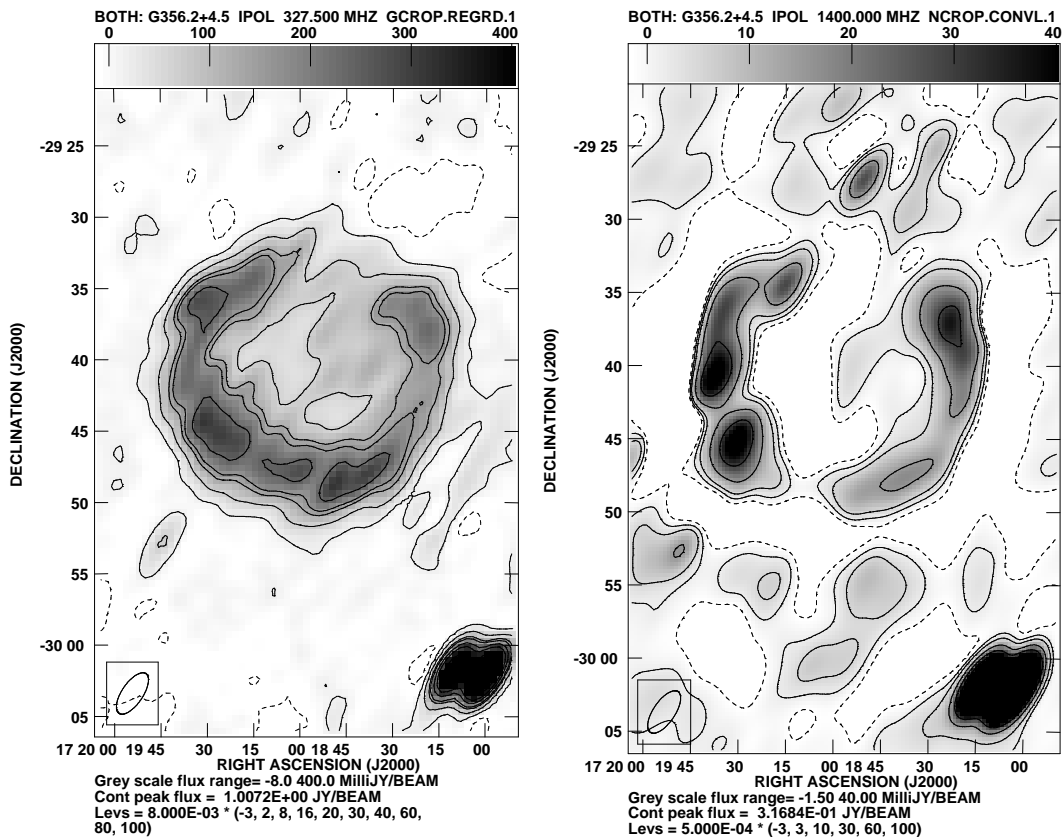 BOTH: G356.2+4.5 IPOL 327.500 MHZ GCROP.REGRD.1
0 100 200 300 400
DECLINATION (J2000)
-29 25
30
35
40
45
50
55
-30 00
05
17 20 00 19 45 30 15 00 18 45 30 15 00
RIGHT ASCENSION (J2000)
Grey scale flux range= -8.0 400.0 MilliJY/BEAM
Cont peak flux = 1.0072E+00 JY/BEAM
Levs = 8.000E-03 * (-3, 2, 8, 16, 20, 30, 40, 60,
80, 100)
BOTH: G356.2+4.5 IPOL 1400.000 MHZ NCROP.CONVL.1
0 10 20 30 40
DECLINATION (J2000)
-29 25
30
35
40
45
50
55
-30 00
05
17 20 00 19 45 30 15 00 18 45 30 15 00
RIGHT ASCENSION (J2000)
Grey scale flux range= -1.50 40.00 MilliJY/BEAM
Cont peak flux = 3.1684E-01 JY/BEAM
Levs = 5.000E-04 * (-3, 3, 10, 30, 60, 100)